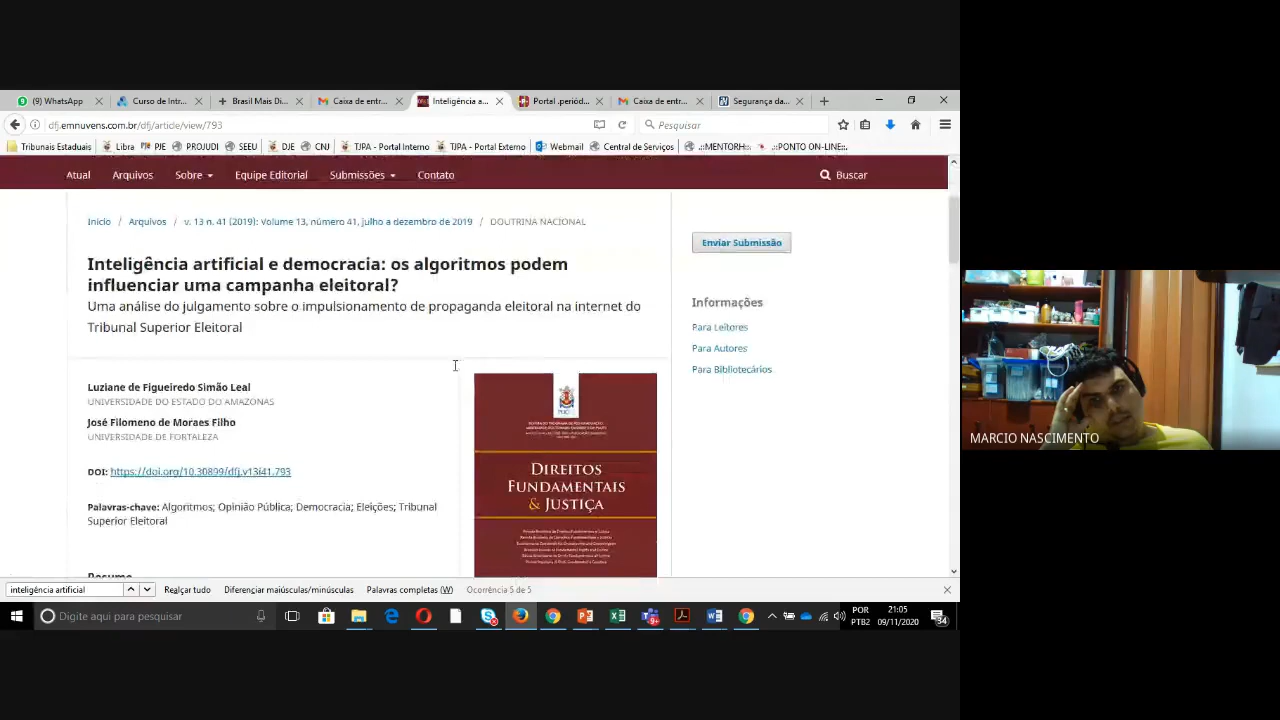 (9) WhatsApp
Curso de Intr...
Brasil Mais Di...
Caixa de entr...
Inteligência a...
Portal .periód...
Caixa de entr...
Segurança da...
dfj.emnuvens.com.br/dfj/article/view/793
Pesquisar
Tribunais Estaduais
Libra
PJE
PROJUDI
SEEU
DJE
CNJ
TJPA - Portal Interno
TJPA - Portal Externo
Webmail
Central de Serviços
.::MENTORH::.
.::PONTO ON-LINE::.
Atual Arquivos Sobre Equipe Editorial Submissões Contato Buscar
Início / Arquivos / v. 13 n. 41 (2019): Volume 13, número 41, julho a dezembro de 2019 / DOUTRINA NACIONAL
Enviar Submissão
Inteligência artificial e democracia: os algoritmos podem
influenciar uma campanha eleitoral?
Uma análise do julgamento sobre o impulsionamento de propaganda eleitoral na internet do
Tribunal Superior Eleitoral
Informações
Para Leitores
Para Autores
Para Bibliotecários
Luziane de Figueiredo Simão Leal
UNIVERSIDADE DO ESTADO DO AMAZONAS
José Filomeno de Moraes Filho
UNIVERSIDADE DE FORTALEZA
DOI: https://doi.org/10.30899/dfj.v13i41.793
Palavras-chave: Algoritmos; Opinião Pública; Democracia; Eleições; Tribunal
Superior Eleitoral
Resumo
DIREITOS
FUNDAMENTAIS
& JUSTIÇA
MARCIO NASCIMENTO
inteligência artificial
Realçar tudo
Diferenciar maiúsculas/minúsculas
Palavras completas (W)
Ocorrência 5 de 5
Digite aqui para pesquisar
9+
POR
PTB2
21:05
09/11/2020
34